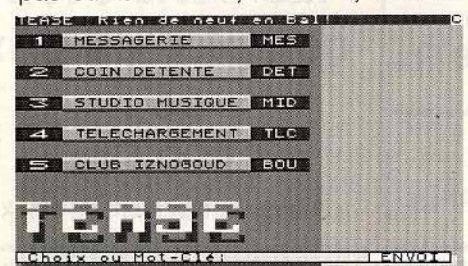 TEASE Rien de neuf en Bal! C
1 MESSAGERIE MES
2 COIN DETENTE DET
3 STUDIO MUSIQUE MID
4 TELECHARGEMENT TLC
5 CLUB IZNOGOUD BOU
TEASE
Choix ou Mot-Clé: ENVOI